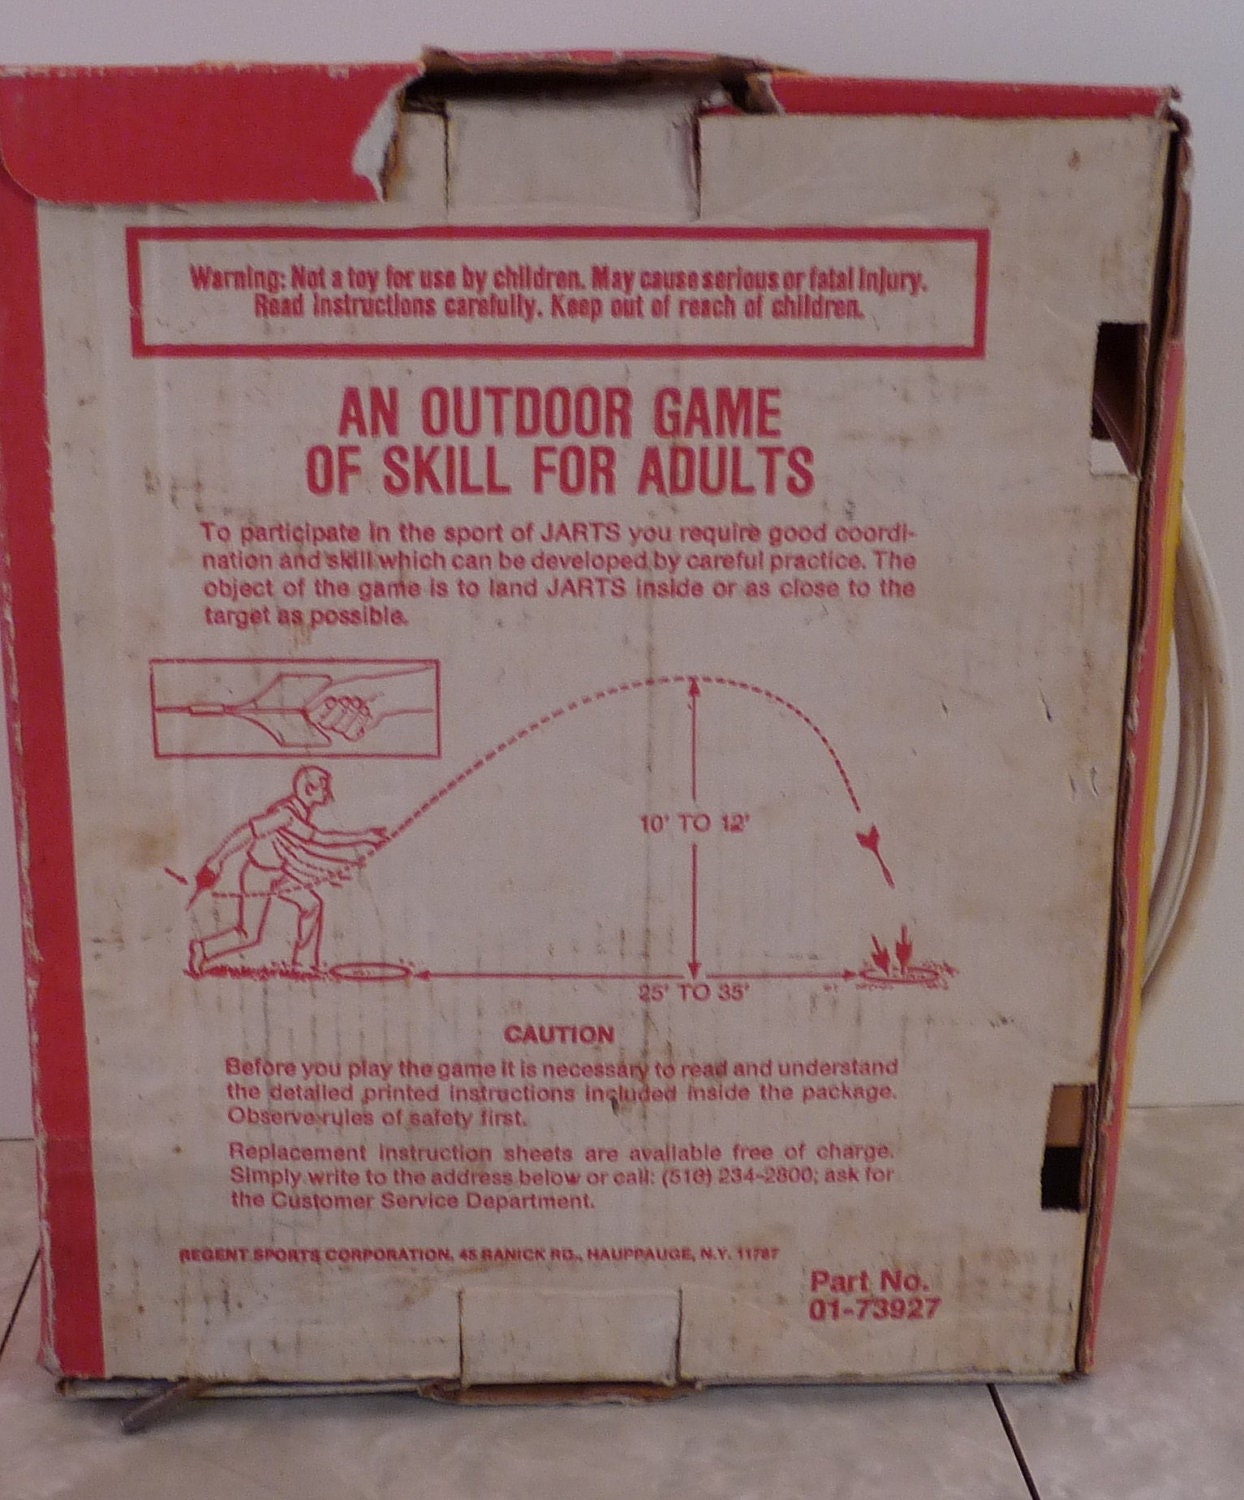 Warning: Not a toy for use by children. May cause serious or fatal injury.
Read instructions carefully. Keep out of reach of children.
AN OUTDOOR GAME
OF SKILL FOR ADULTS
To participate in the sport of JARTS you require good coordi-
nation and skill which can be developed by careful practice. The
object of the game is to land JARTS inside or as close to the
target as possible.
10' TO 12'
25' TO 35'
CAUTION
Before you play the game it is necessary to read and understand
the detailed printed instructions included inside the package.
Observe rules of safety first.
Replacement instruction sheets are available free of charge.
Simply write to the address below or call: (516) 234-2800; ask for
the Customer Service Department.
REGENT SPORTS CORPORATION, 45 RANICK RD., HAUPPAUGE, N.Y. 11787
Part No.
01-73927